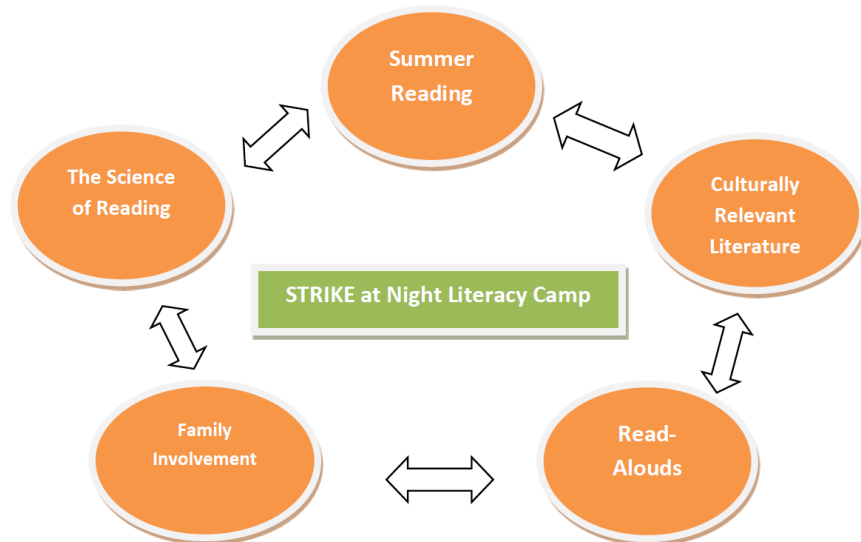 Summer
Reading
The Science
of Reading
Culturally
Relevant
Literature
STRIKE at Night Literacy Camp
Family
Involvement
Read-
Alouds